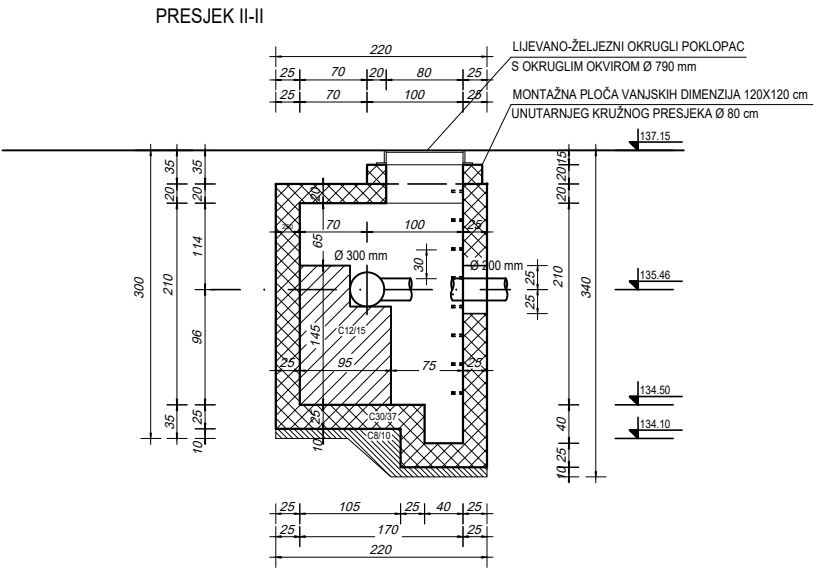 PRESJEK II-II
LIJEVANO-ŽELJEZNI OKRUGLI POKLOPAC
S OKRUGLIM OKVIROM Ø 790 mm
MONTAŽNA PLOČA VANJSKIH DIMENZIJA 120X120 cm
UNUTARNJEG KRUŽNOG PRESJEKA Ø 80 cm
220
25 70 20 80 25
25 70 100 25
137.15
35 35 15
20
20 20 20 20
70 100 25
114 65
Ø 300 mm 30 Ø 200 mm
300 210 25 210 340
135.46
25
96 145 C12/15
25 95 75 25
134.50
35 25 25 C30/37 40
134.10
10 10 C8/10 25
10
25 105 25 40 25
25 170 25
220